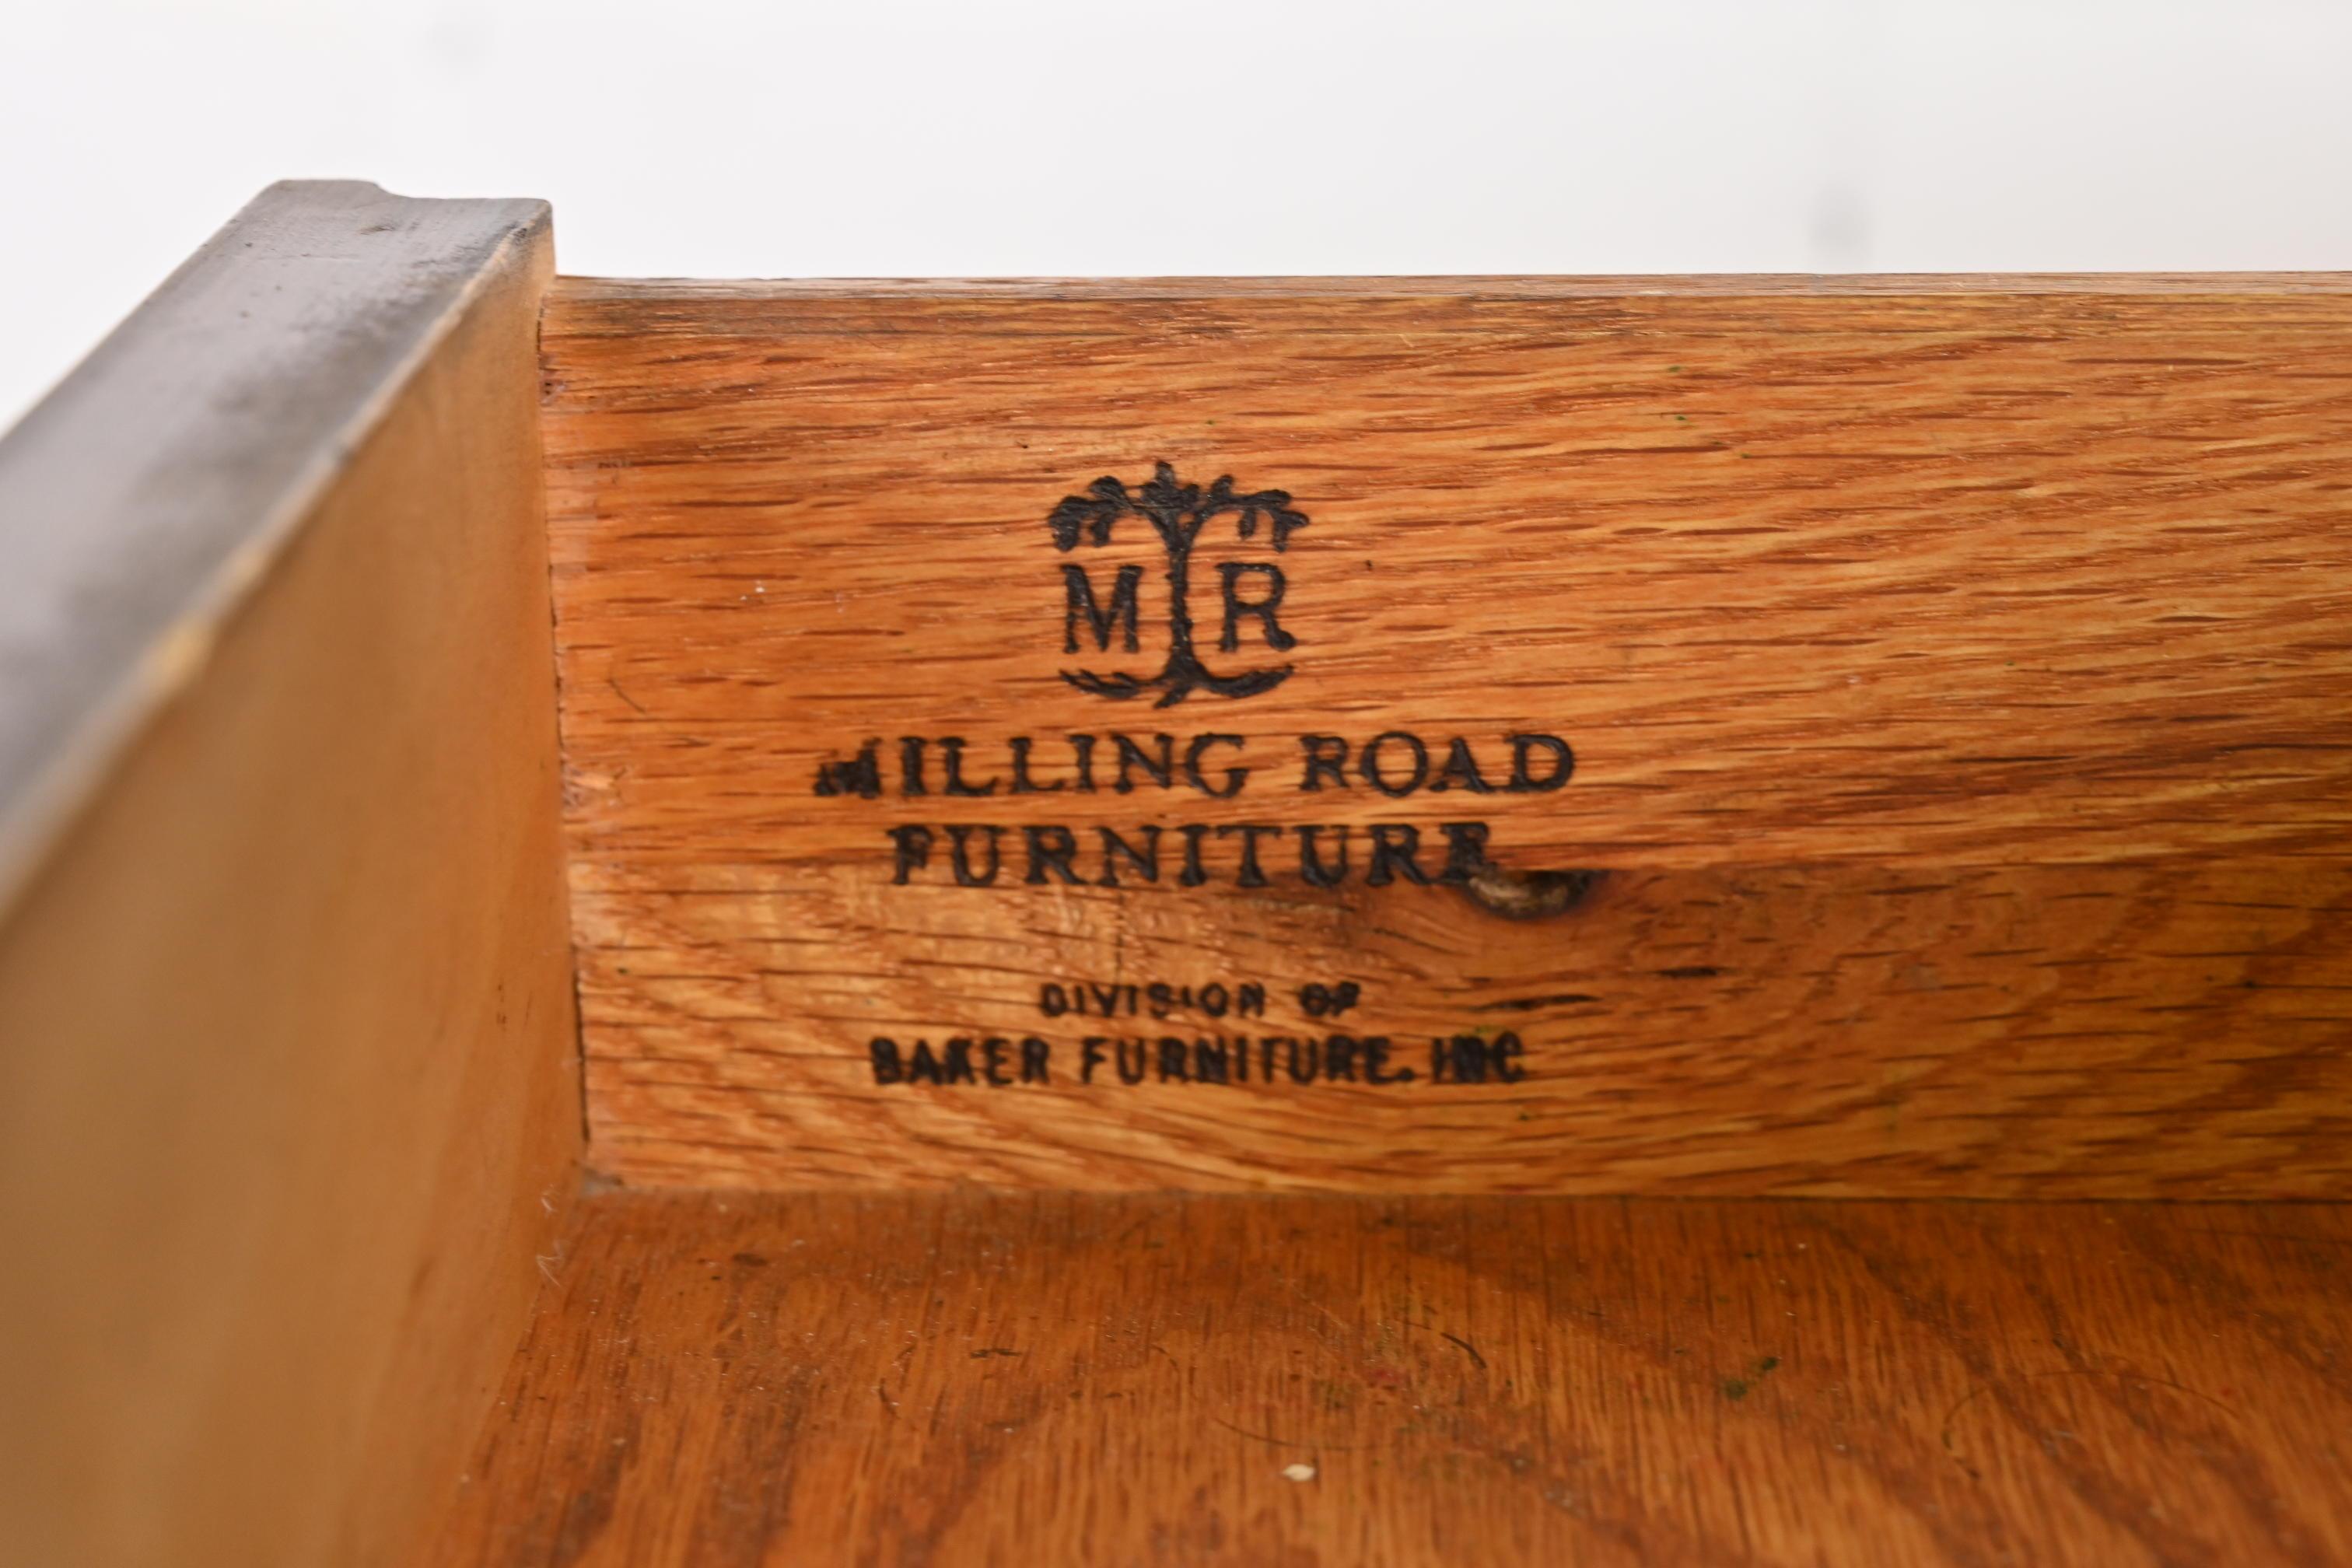 M R
MILLING ROAD
FURNITURE
DIVISION OF
BAKER FURNITURE, INC